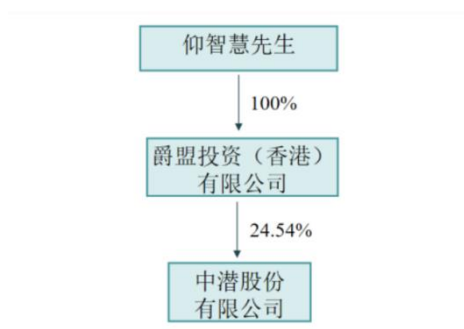 仰智慧先生
100%
爵盟投资（香港）
有限公司
24.54%
中潜股份
有限公司